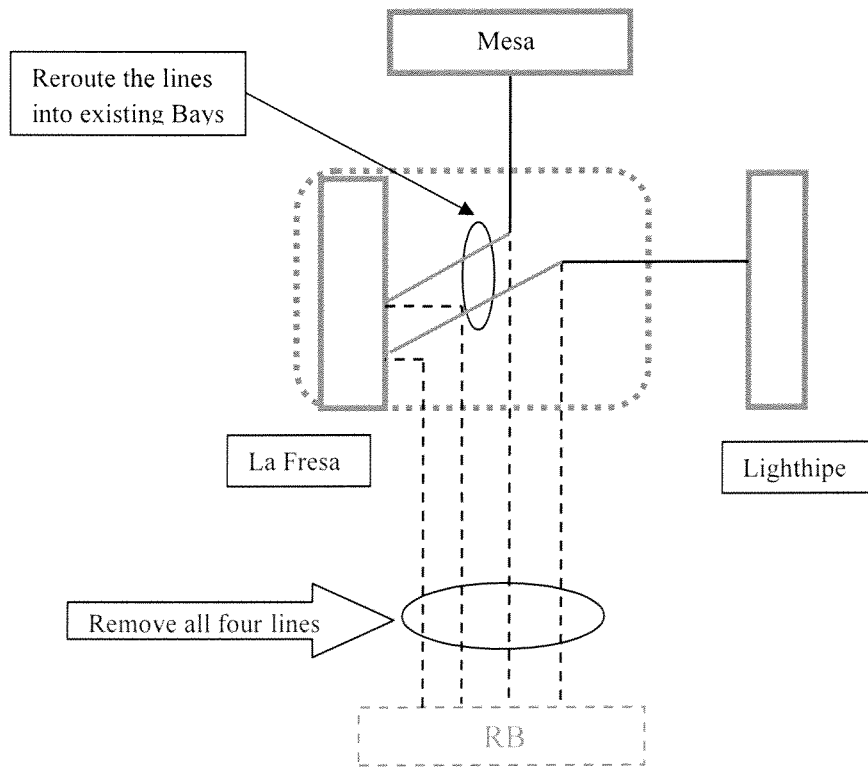 Mesa
Reroute the lines
into existing Bays
La Fresa
Lighthipe
Remove all four lines
RB